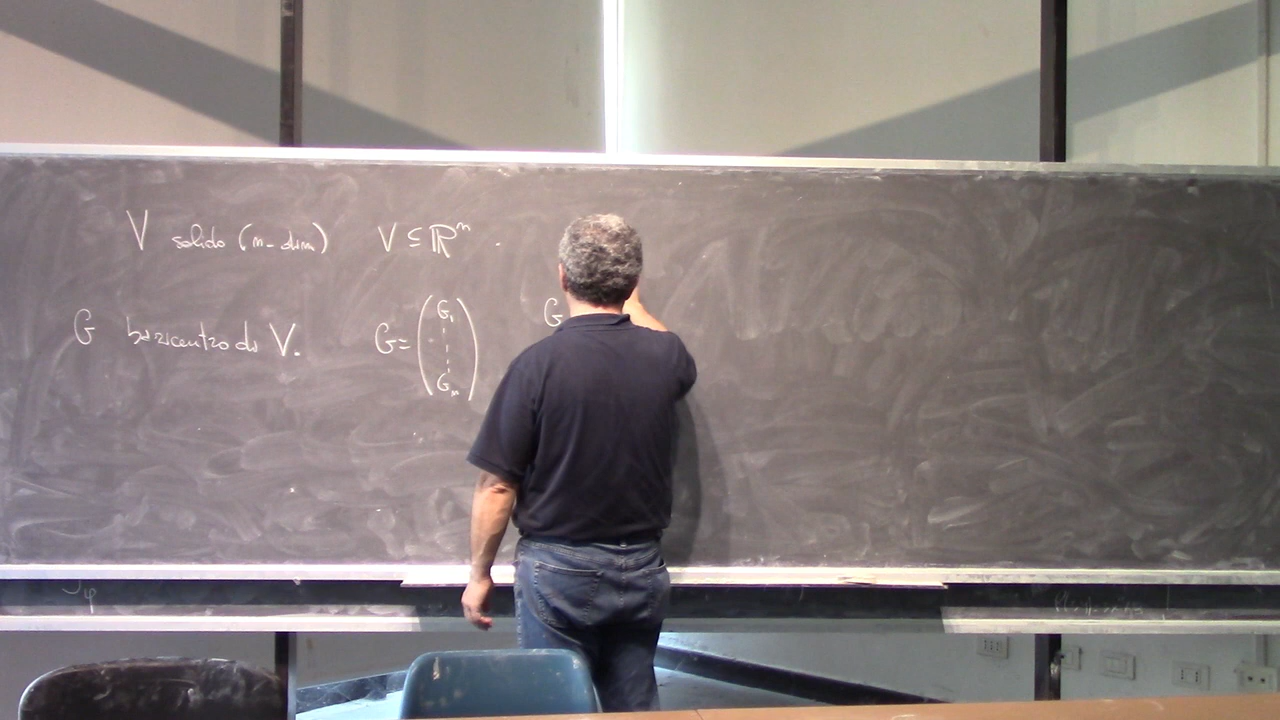 V solido (n-dim) V ⊆ ℝⁿ.
G baricentro di V. G = (G₁ ⋮ Gₙ) G
φ